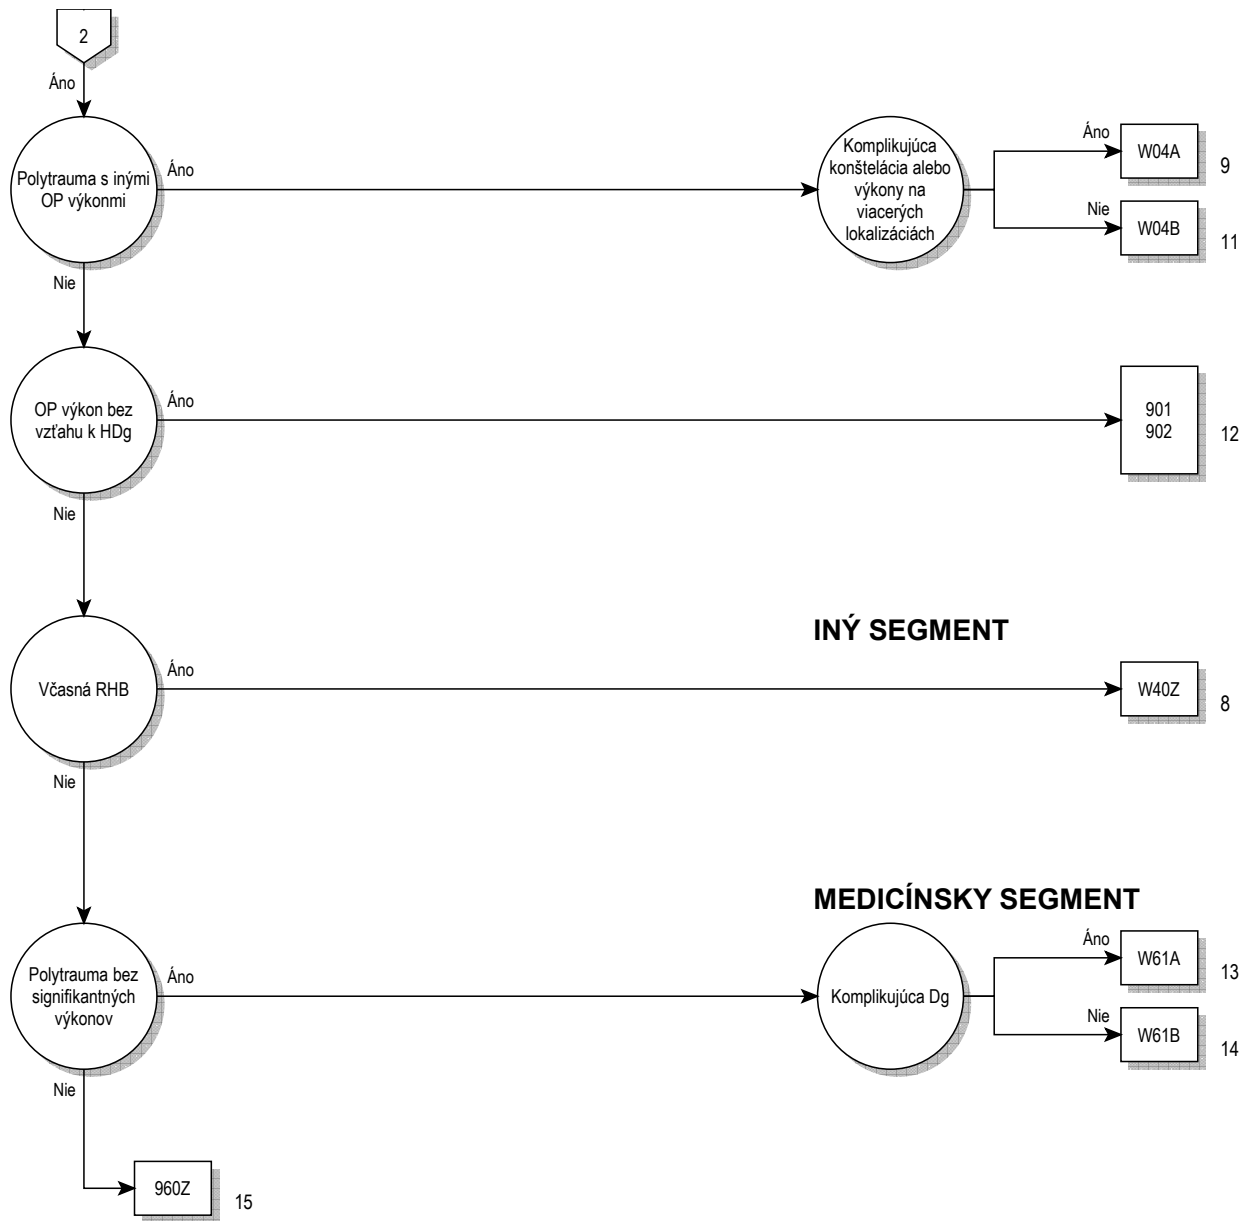 2
Áno
Polytrauma s inými
OP výkonmi
Áno
Komplikujúca
konštelácia alebo
výkony na
viacerých
lokalizáciách
Áno
W04A
9
Nie
W04B
11
Nie
OP výkon bez
vzťahu k HDg
Áno
901
902
12
Nie
INÝ SEGMENT
Včasná RHB
Áno
W40Z
8
Nie
MEDICÍNSKY SEGMENT
Polytrauma bez
signifikantných
výkonov
Áno
Komplikujúca Dg
Áno
W61A
13
Nie
W61B
14
Nie
960Z
15